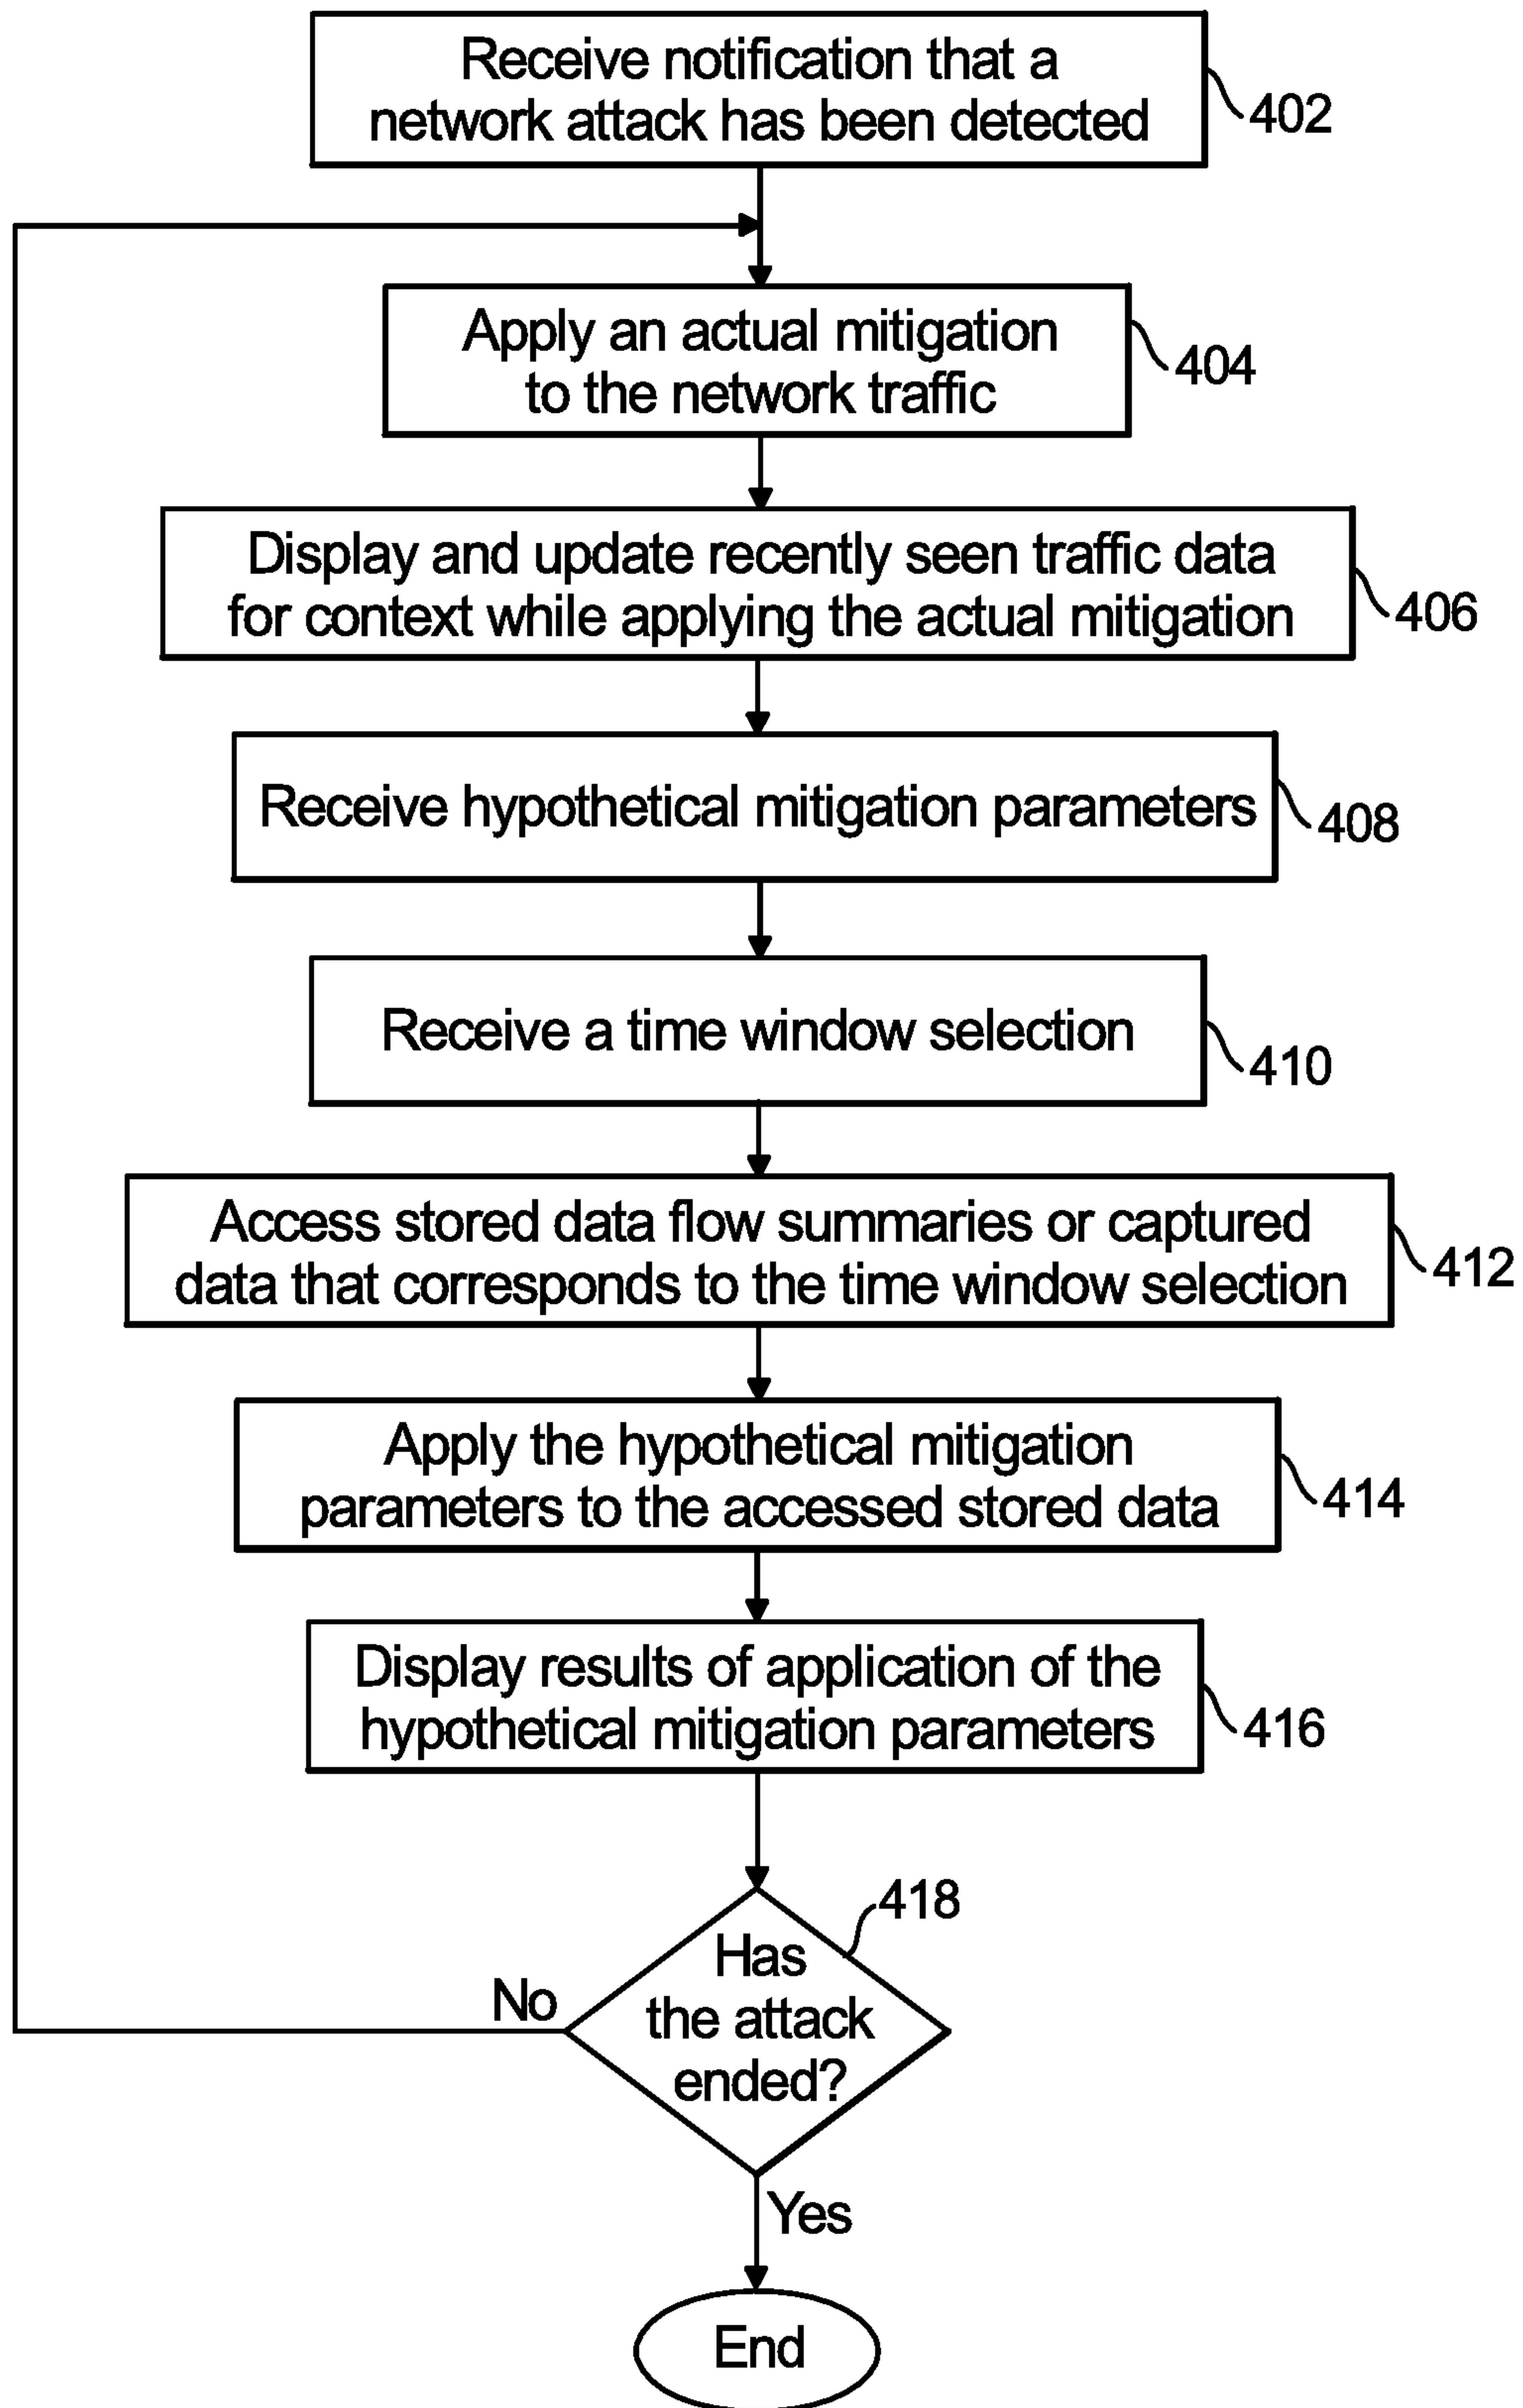 Receive notification that a
network attack has been detected
402
Apply an actual mitigation
to the network traffic
404
Display and update recently seen traffic data
for context while applying the actual mitigation
406
Receive hypothetical mitigation parameters
408
Receive a time window selection
410
Access stored data flow summaries or captured
data that corresponds to the time window selection
412
Apply the hypothetical mitigation
parameters to the accessed stored data
414
Display results of application of the
hypothetical mitigation parameters
416
418
Has
the attack
ended?
No
Yes
End